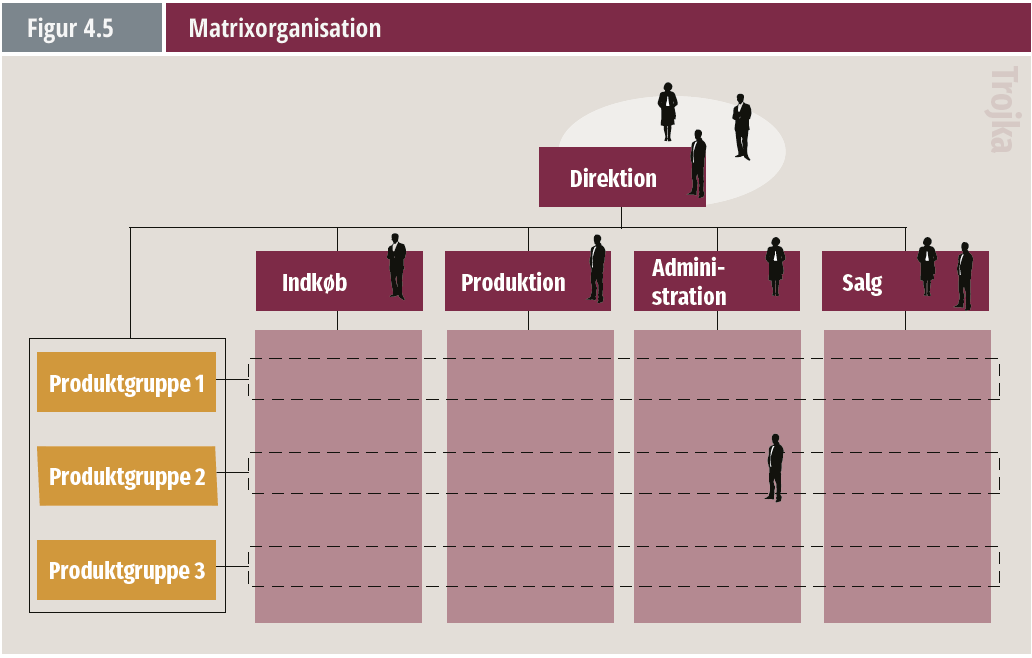 Figur 4.5
Matrixorganisation
Trojka
Direktion
Indkøb
Produktion
Admini-
stration
Salg
Produktgruppe 1
Produktgruppe 2
Produktgruppe 3